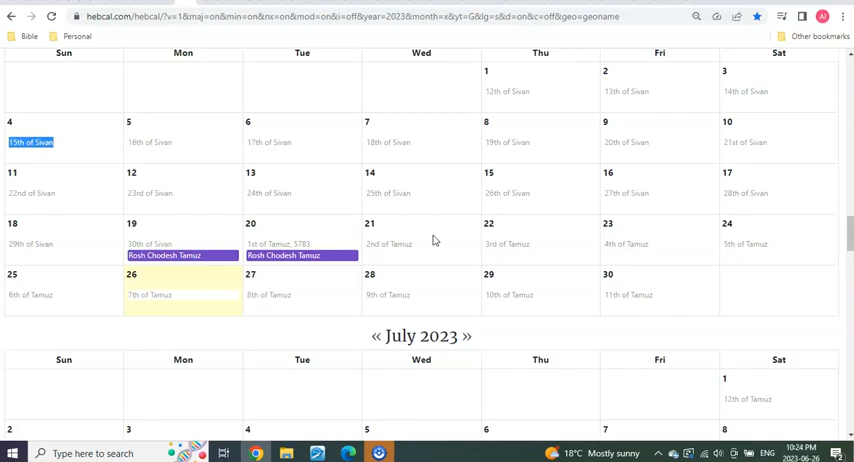 hebcal.com/hebcal/?v=1&maj=on&min=on&nx=on&mod=on&i=off&year=2023&month=x&yt=G&lg=s&d=on&c=off&geo=geoname
AI
Bible Personal Other bookmarks
Sun Mon Tue Wed Thu Fri Sat
1 2 3
12th of Sivan 13th of Sivan 14th of Sivan
4 5 6 7 8 9 10
15th of Sivan 16th of Sivan 17th of Sivan 18th of Sivan 19th of Sivan 20th of Sivan 21st of Sivan
11 12 13 14 15 16 17
22nd of Sivan 23rd of Sivan 24th of Sivan 25th of Sivan 26th of Sivan 27th of Sivan 28th of Sivan
18 19 20 21 22 23 24
29th of Sivan 30th of Sivan 1st of Tamuz, 5783 2nd of Tamuz 3rd of Tamuz 4th of Tamuz 5th of Tamuz
Rosh Chodesh Tamuz Rosh Chodesh Tamuz
25 26 27 28 29 30
6th of Tamuz 7th of Tamuz 8th of Tamuz 9th of Tamuz 10th of Tamuz 11th of Tamuz
« July 2023 »
Sun Mon Tue Wed Thu Fri Sat
1
12th of Tamuz
2 3 4 5 6 7 8
Type here to search 18°C Mostly sunny ENG 10:24 PM
2023-06-26 2